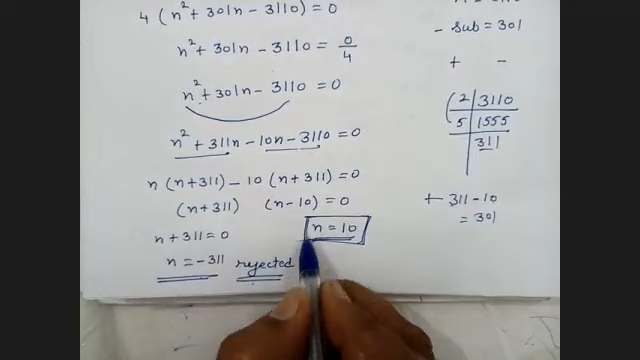 4 (n² + 301n - 3110) = 0
n² + 301n - 3110 = 0/4
n² + 301n - 3110 = 0
n² + 311n - 10n - 3110 = 0
n (n + 311) - 10 (n + 311) = 0
(n + 311) (n - 10) = 0
n + 311 = 0
n = 10
n = -311 rejected
- sub = 301
+ -
2 | 3110
5 | 1555
311
+ 311 - 10
= 301